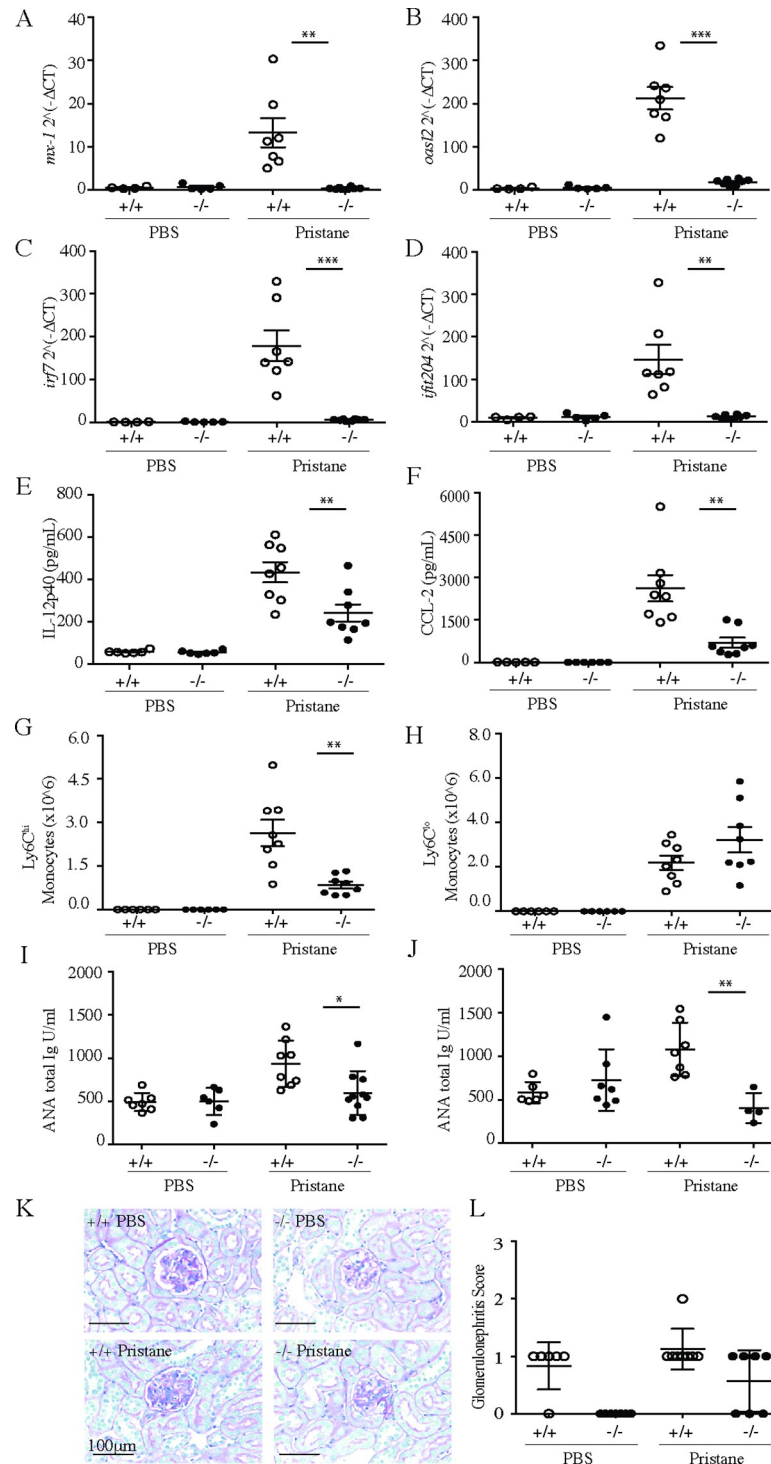 A
mx-1 2^(-ΔCT)
40
30
20
10
0
**
+/+
-/-
+/+
-/-
PBS
Pristane
B
oasl2 2^(-ΔCT)
400
300
200
100
0
***
+/+
-/-
+/+
-/-
PBS
Pristane
C
irf7 2^(-ΔCT)
400
300
200
100
0
***
+/+
-/-
+/+
-/-
PBS
Pristane
D
ifit204 2^(-ΔCT)
400
300
200
100
0
**
+/+
-/-
+/+
-/-
PBS
Pristane
E
IL-12p40 (pg/mL)
800
600
400
200
0
**
+/+
-/-
+/+
-/-
PBS
Pristane
F
CCL-2 (pg/mL)
6000
4500
3000
1500
0
**
+/+
-/-
+/+
-/-
PBS
Pristane
G
Ly6Chi
Monocytes (x10^6)
6.0
4.5
3.0
1.5
0.0
**
+/+
-/-
+/+
-/-
PBS
Pristane
H
Ly6Clo
Monocytes (x10^6)
8.0
6.0
4.0
2.0
0.0
+/+
-/-
+/+
-/-
PBS
Pristane
I
ANA total Ig U/ml
2000
1500
1000
500
0
*
+/+
-/-
+/+
-/-
PBS
Pristane
J
ANA total Ig U/ml
2000
1500
1000
500
0
**
+/+
-/-
+/+
-/-
PBS
Pristane
K
+/+ PBS
-/- PBS
+/+ Pristane
-/- Pristane
100μm
L
Glomerulonephritis Score
3
2
1
0
+/+
-/-
+/+
-/-
PBS
Pristane